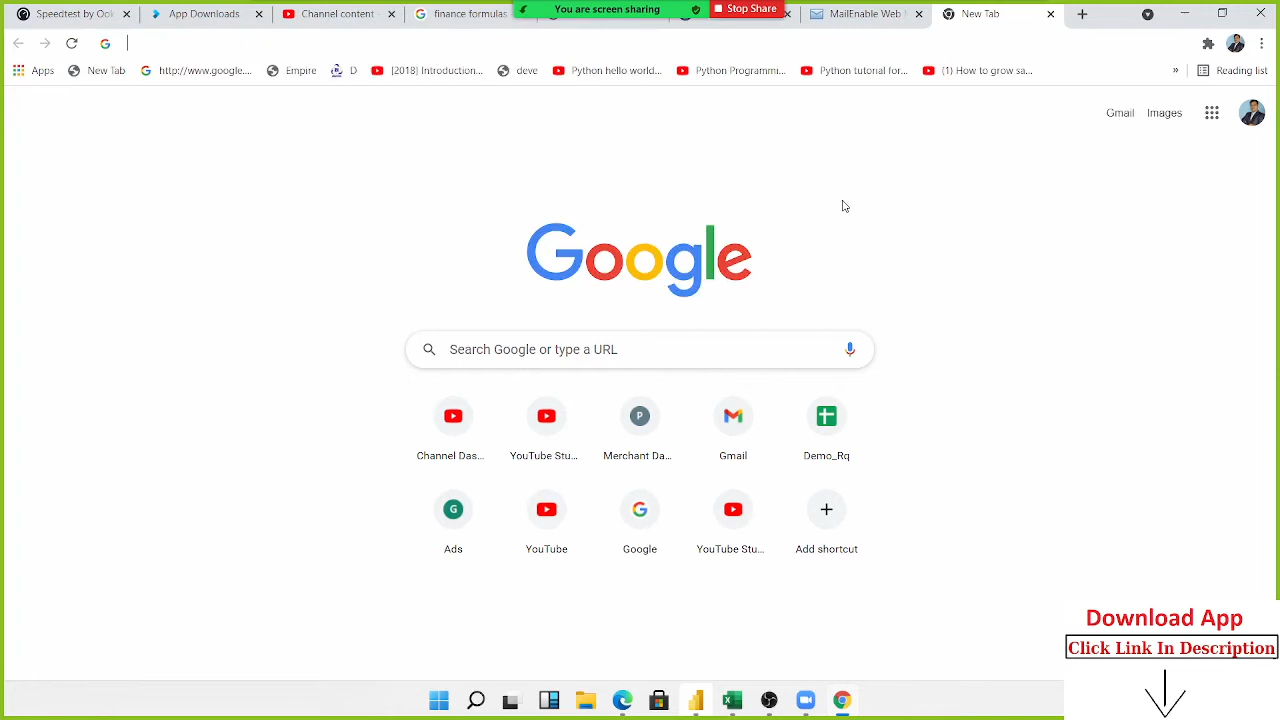 Speedtest by Ook
App Downloads
Channel content
finance formulas
You are screen sharing
Stop Share
MailEnable Web M
New Tab
Apps
New Tab
http://www.google....
Empire
D
[2018] Introduction...
deve
Python hello world...
Python Programmi...
Python tutorial for...
(1) How to grow sa...
»
Reading list
Gmail
Images
Google
Search Google or type a URL
Channel Das...
YouTube Stu...
P
Merchant Da...
Gmail
Demo_Rq
G
Ads
YouTube
Google
YouTube Stu...
Add shortcut
Download App
Click Link In Description